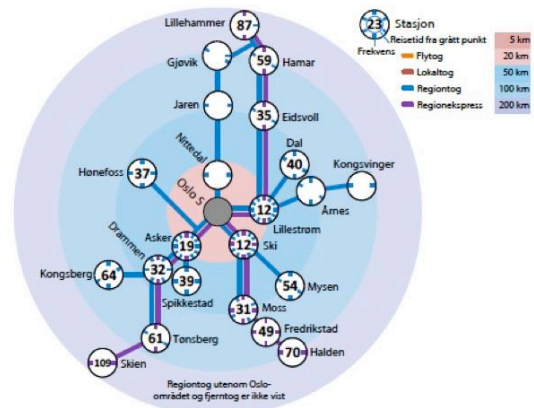 Lillehammer
87
Gjøvik
59
Hamar
Jaren
35
Eidsvoll
Nittedal
Dal
40
Kongsvinger
Hønefoss
37
Oslo S
12
Lillestrøm
Årnes
Drammen
Asker
19
12
Ski
Kongsberg
64
32
39
Spikkestad
54
Mysen
31
Moss
49
Fredrikstad
61
Tønsberg
70
Halden
109
Skien
Regiontog utenom Oslo-
området og fjerntog er ikke vist
23
Stasjon
Reisetid fra grått punkt
Frekvens
Flytog
Lokaltog
Regiontog
Regionekspress
5 km
20 km
50 km
100 km
200 km